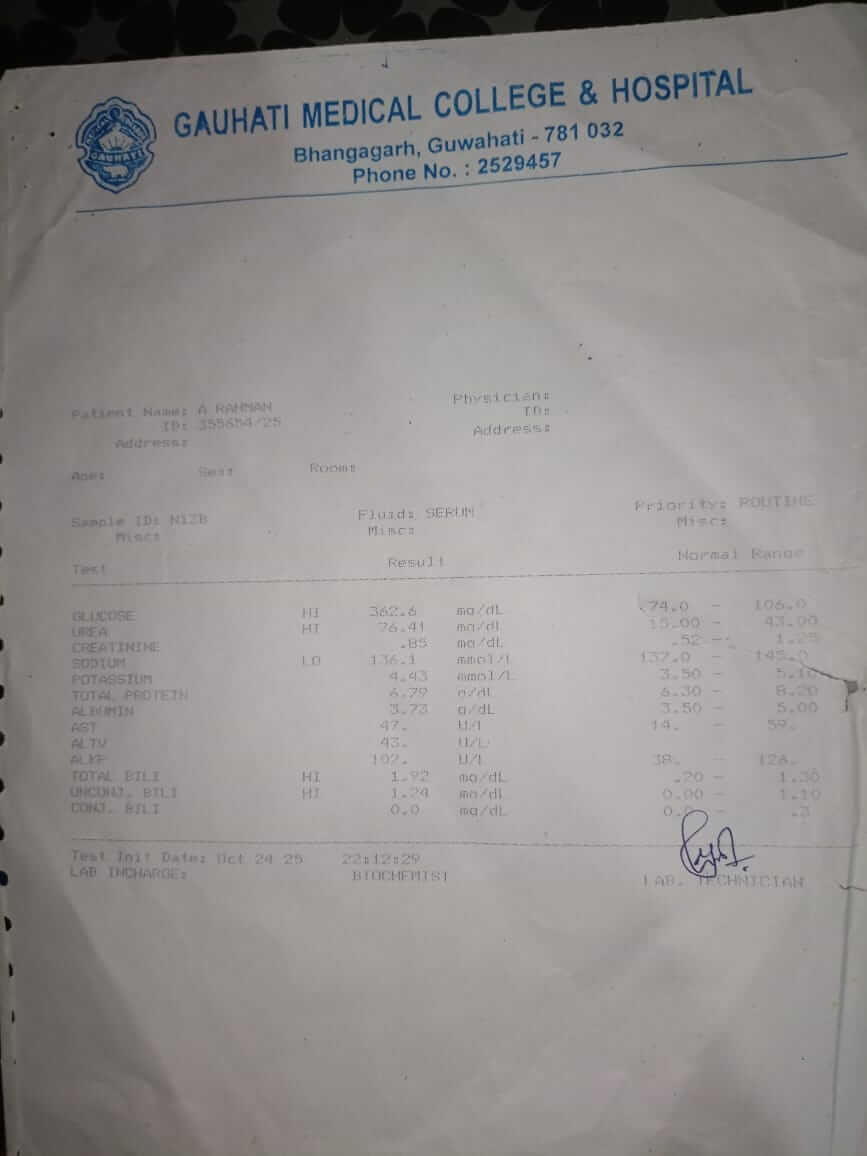 GAUHATI MEDICAL COLLEGE & HOSPITAL
Bhangagarh, Guwahati - 781 032
Phone No. : 2529457
GAUHATI
Patient Name: A RAHMAN Physician:
ID: 355654/25 ID:
Address: Address:
Age: Sex: Room:
Sample ID: N1ZB Fluid: SERUM Priority: ROUTINE
Misc: Misc: Misc:
Test Result Normal Range
GLUCOSE HI 362.6 mg/dL 74.0 - 106.0
UREA HI 76.41 mg/dL 15.00 - 43.00
CREATININE .85 mg/dL .52 - 1.25
SODIUM LO 136.1 mmol/L 137.0 - 145.0
POTASSIUM 4.43 mmol/L 3.50 - 5.10
TOTAL PROTEIN 6.79 g/dL 6.30 - 8.20
ALBUMIN 3.73 g/dL 3.50 - 5.00
AST 47. U/L 14. - 59.
ALTV 43. U/L
ALKP 102. U/L 38. - 126.
TOTAL BILI HI 1.92 mg/dL .20 - 1.30
UNCONJ. BILI HI 1.24 mg/dL 0.00 - 1.10
CONJ. BILI 0.0 mg/dL 0.0 - .3
Test Init Date: Oct 24 25 22:12:29
LAB INCHARGE: BIOCHEMIST LAB. TECHNICIAN